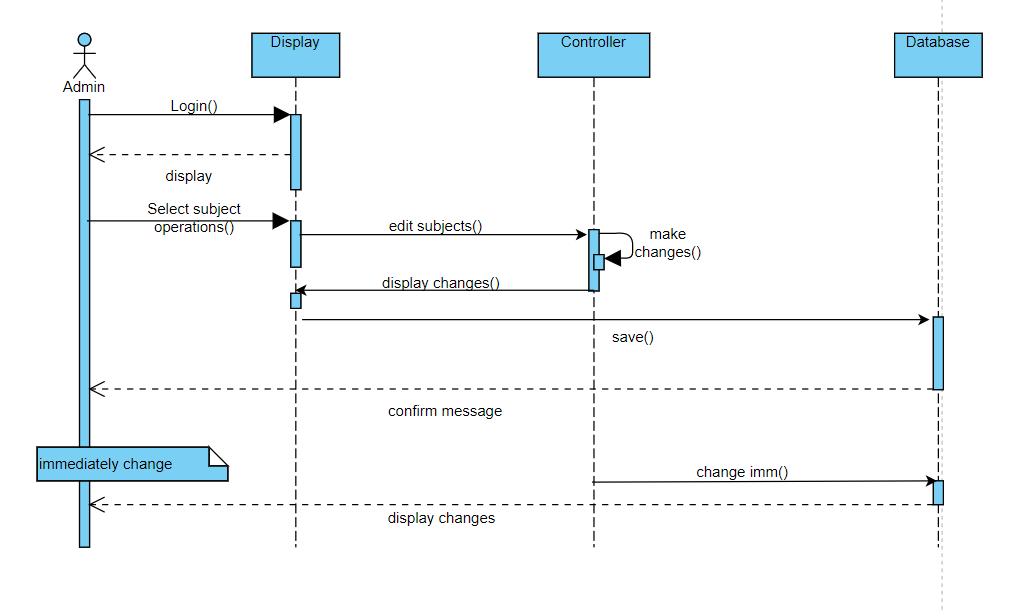 Display
Controller
Database
Admin
Login()
display
Select subject
operations()
edit subjects()
make
changes()
display changes()
save()
confirm message
immediately change
change imm()
display changes